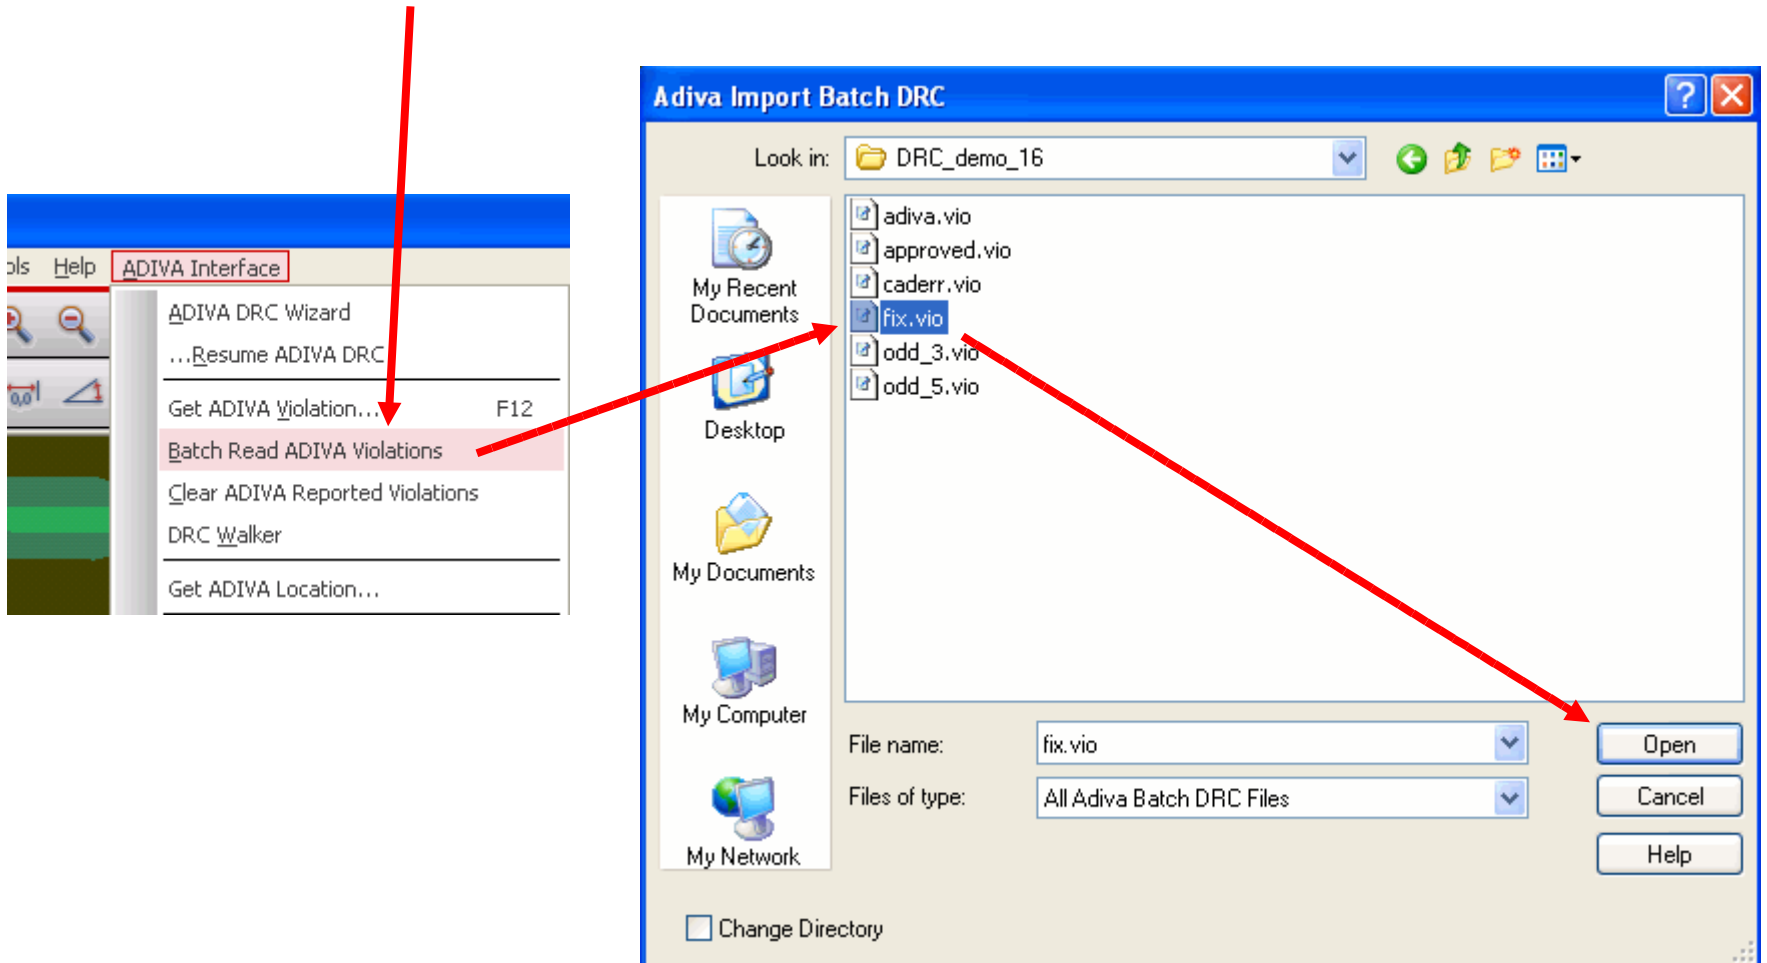 ols Help ADIVA Interface
ADIVA DRC Wizard
...Resume ADIVA DRC
Get ADIVA Violation... F12
Batch Read ADIVA Violations
Clear ADIVA Reported Violations
DRC Walker
Get ADIVA Location...
0,0
Adiva Import Batch DRC
Look in: DRC_demo_16
My Recent
Documents
Desktop
My Documents
My Computer
My Network
adiva.vio
approved.vio
caderr.vio
fix.vio
odd_3.vio
odd_5.vio
File name: fix.vio Open
Files of type: All Adiva Batch DRC Files Cancel
Help
Change Directory